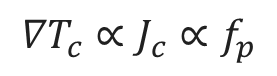 ∇T_c ∝ J_c ∝ f_p